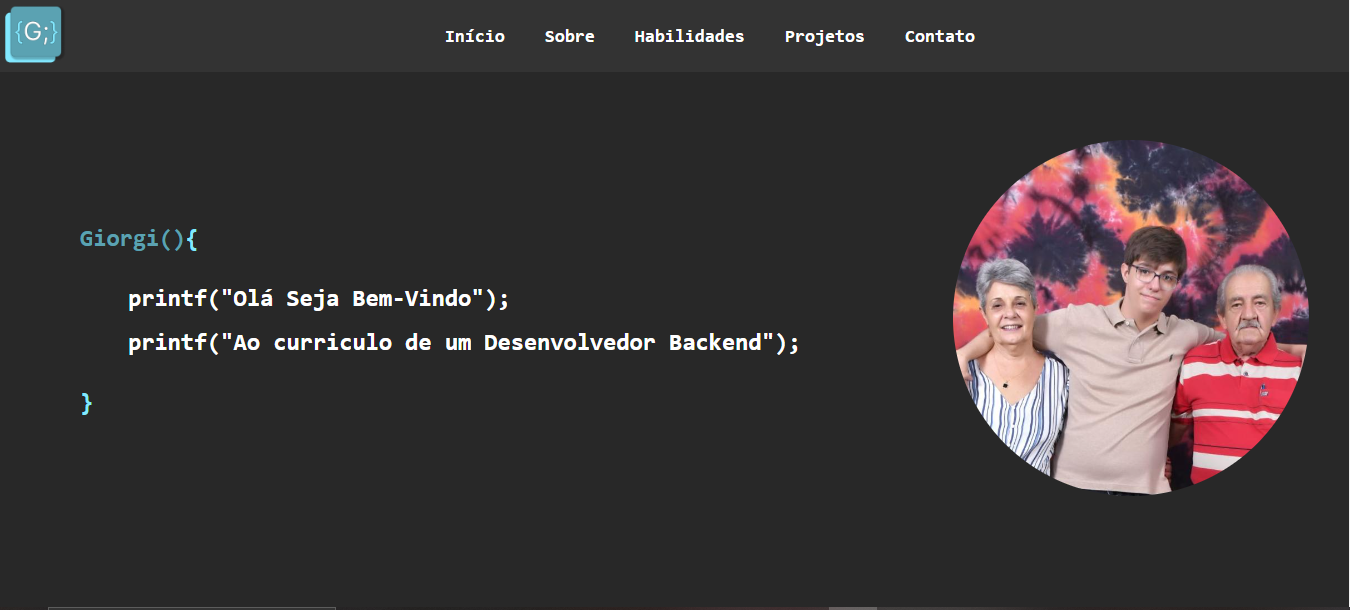 {G;}
Início Sobre Habilidades Projetos Contato
Giorgi(){
printf("Olá Seja Bem-Vindo");
printf("Ao curriculo de um Desenvolvedor Backend");
}